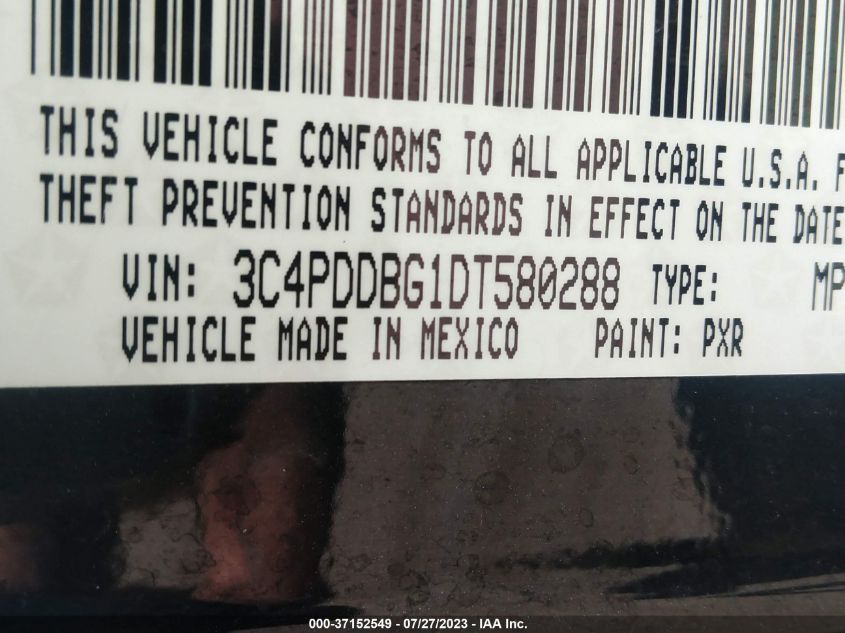 THIS VEHICLE CONFORMS TO ALL APPLICABLE U.S.A. F
THEFT PREVENTION STANDARDS IN EFFECT ON THE DATE
VIN: 3C4PDDBG1DT580288 TYPE: MP
VEHICLE MADE IN MEXICO PAINT: PXR
000-37152549 - 07/27/2023 - IAA Inc.